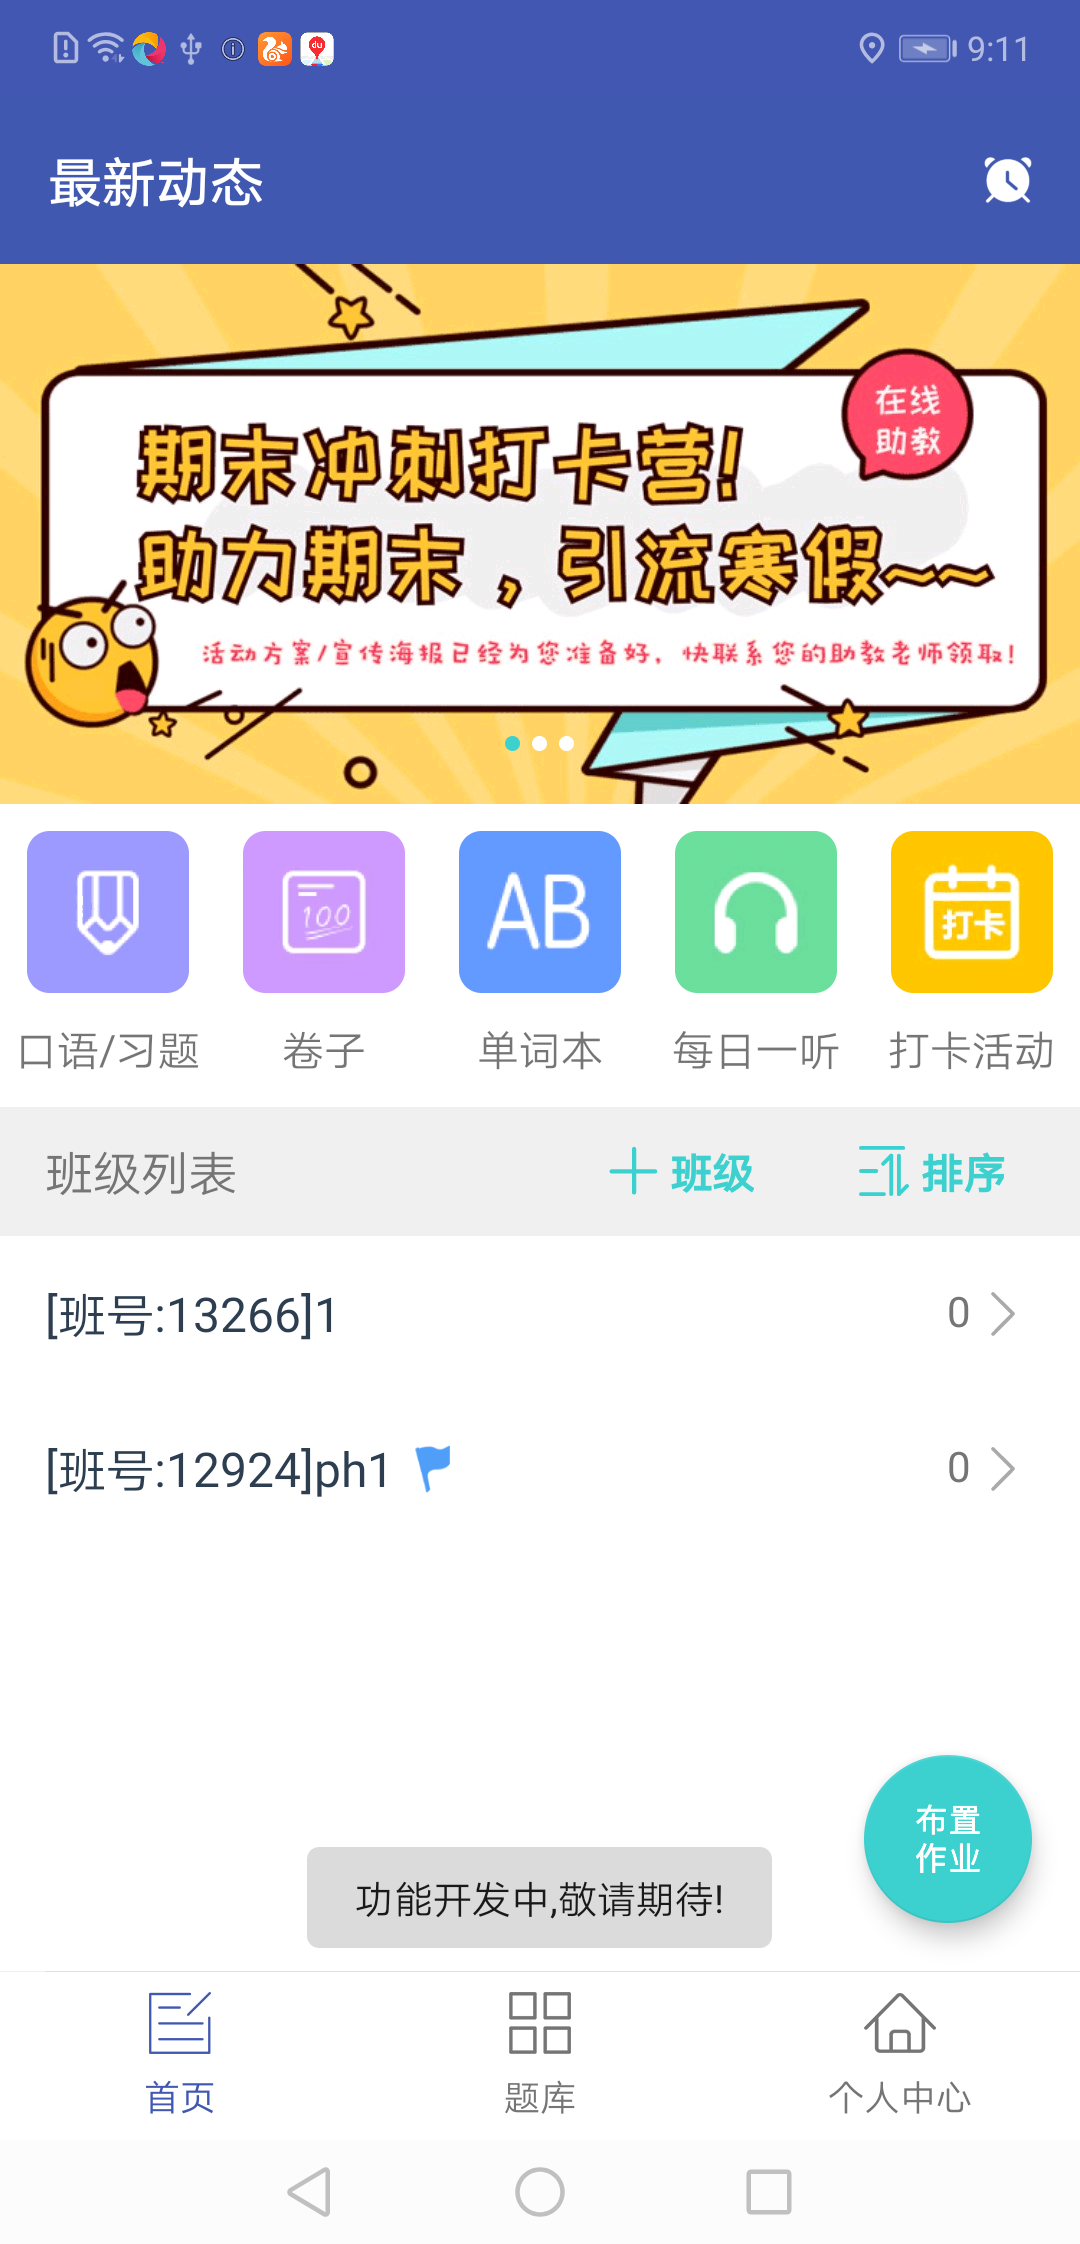 9:11
最新动态
在线
助教
期末冲刺打卡营!
助力期末，引流寒假~~
活动方案/宣传海报已经为您准备好，快联系您的助教老师领取!
100
AB
打卡
口语/习题
卷子
单词本
每日一听
打卡活动
班级列表
班级
排序
[班号:13266]1
0
[班号:12924]ph1
0
布置
作业
功能开发中,敬请期待!
首页
题库
个人中心